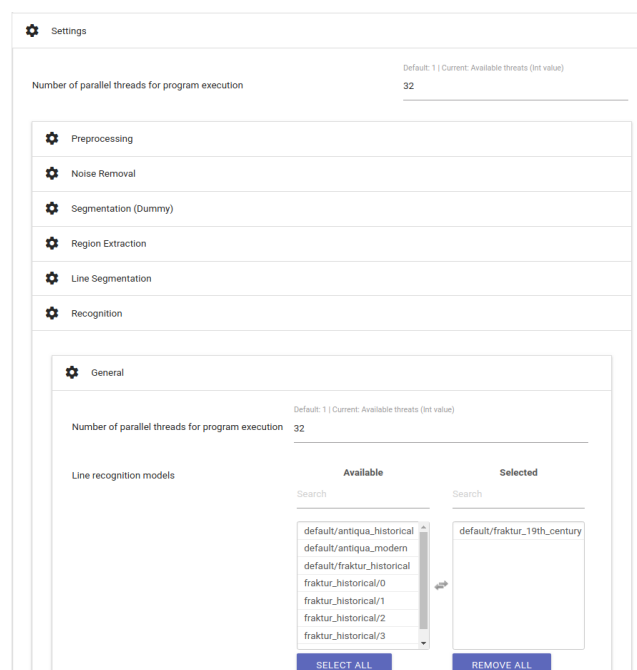 Settings
Default: 1 | Current: Available threats (Int value)
Number of parallel threads for program execution 32
Preprocessing
Noise Removal
Segmentation (Dummy)
Region Extraction
Line Segmentation
Recognition
General
Default: 1 | Current: Available threats (Int value)
Number of parallel threads for program execution 32
Line recognition models
Available
Search
default/antiqua_historical
default/antiqua_modern
default/fraktur_historical
fraktur_historical/0
fraktur_historical/1
fraktur_historical/2
fraktur_historical/3
SELECT ALL
Selected
Search
default/fraktur_19th_century
REMOVE ALL